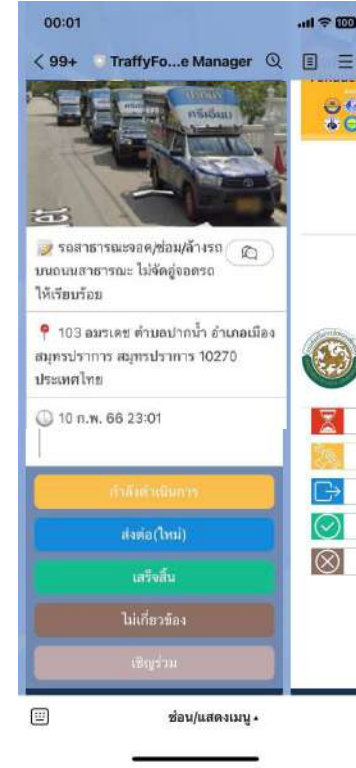 00:01
100
99+ TraffyFo...e Manager
รถสาธารณะจอด/ซ่อม/ล้างรถ
บนถนนสาธารณะ ไม่จัดอู่จอดรถ
ให้เรียบร้อย
103 อมรเดช ตำบลปากน้ำ อำเภอเมือง
สมุทรปราการ สมุทรปราการ 10270
ประเทศไทย
10 ก.พ. 66 23:01
กำลังดำเนินการ
ส่งต่อ(ใหม่)
เสร็จสิ้น
ไม่เกี่ยวข้อง
เชิญร่วม
ซ่อน/แสดงเมนู